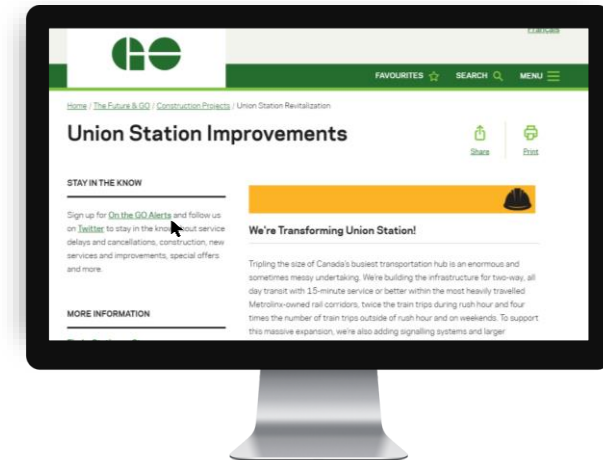 Français
GO
FAVOURITES SEARCH MENU
Home / The Future & GO / Construction Projects / Union Station Revitalization
Union Station Improvements
Share Print
STAY IN THE KNOW
Sign up for On the GO Alerts and follow us
on Twitter to stay in the know about service
delays and cancellations, construction, new
services and improvements, special offers
and more.
MORE INFORMATION
We're Transforming Union Station!
Tripling the size of Canada's busiest transportation hub is an enormous and
sometimes messy undertaking. We're building the infrastructure for two-way, all
day transit with 15-minute service or better within the most heavily travelled
Metrolinx-owned rail corridors, twice the train trips during rush hour and four
times the number of train trips outside of rush hour and on weekends. To support
this massive expansion, we're also adding signalling systems and larger